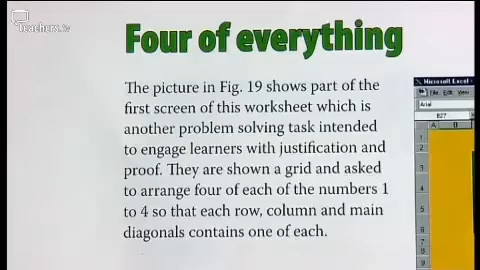 Teachers.tv
Four of everything
The picture in Fig. 19 shows part of the
first screen of this worksheet which is
another problem solving task intended
to engage learners with justification and
proof. They are shown a grid and asked
to arrange four of each of the numbers 1
to 4 so that each row, column and main
diagonals contains one of each.
Microsoft Excel
File Edit View
Arial
B27
A B
1
2
3
4
5
6
7
8
9